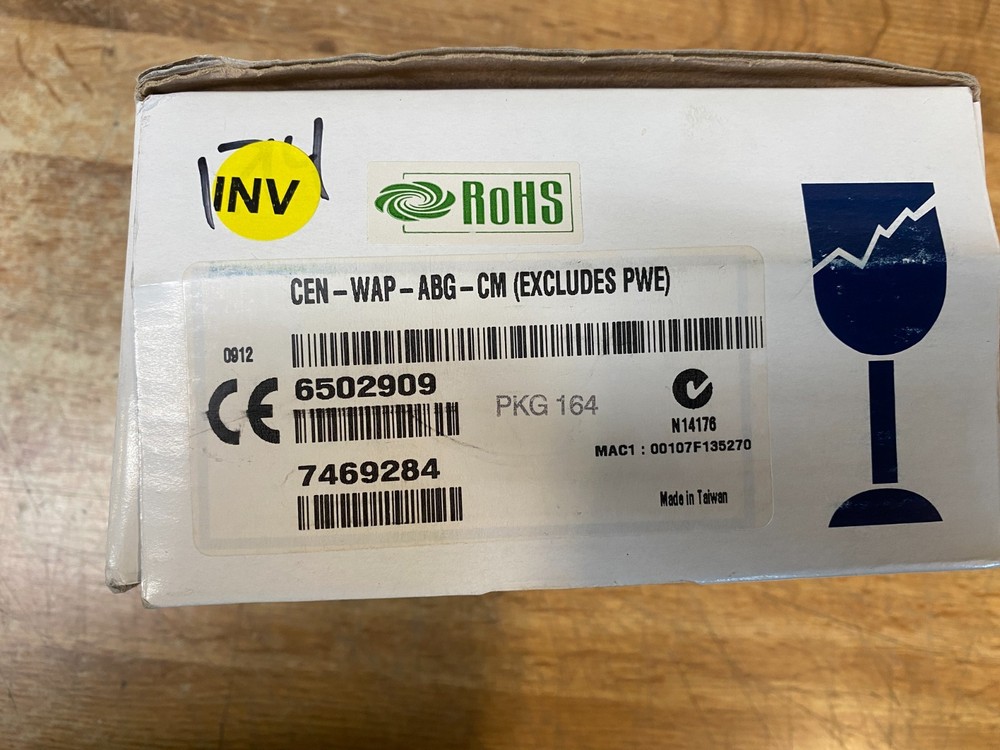 INV
RoHS
CEN-WAP-ABG-CM (EXCLUDES PWE)
0912
CE
6502909
PKG 164
N14176
MAC1 : 00107F135270
7469284
Made in Taiwan